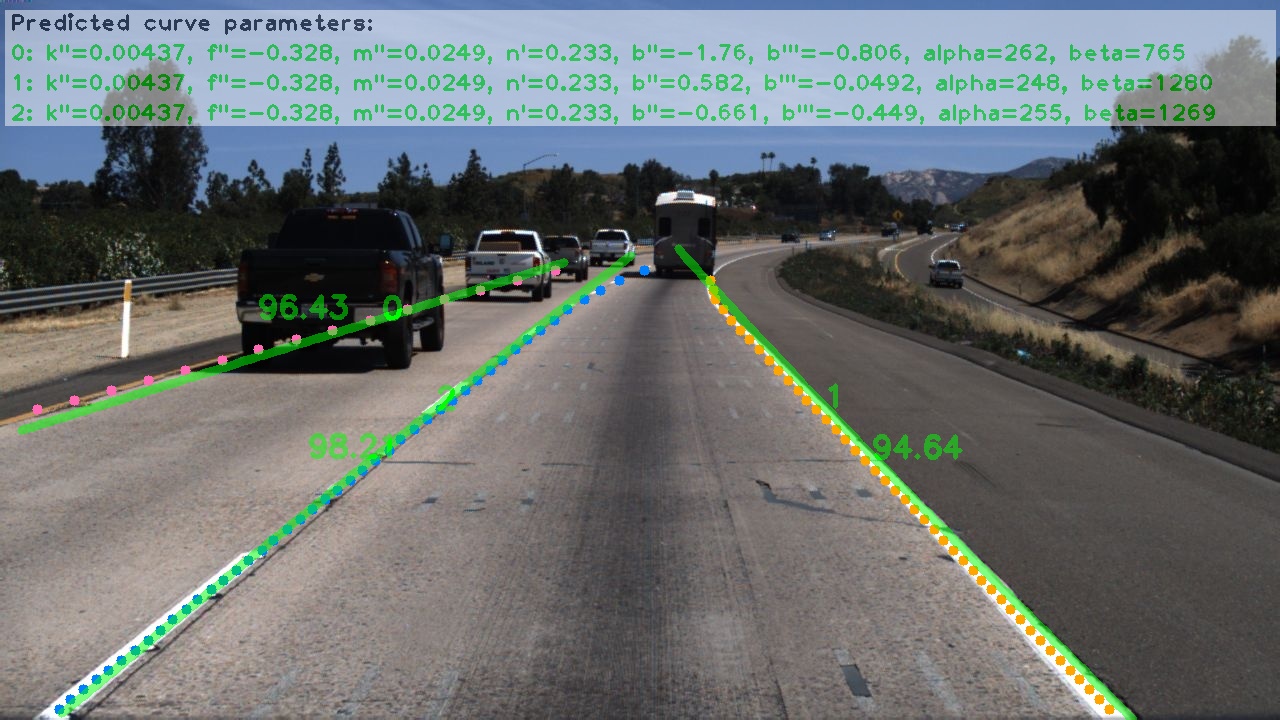 Predicted curve parameters:
0: k''=0.00437, f''=-0.328, m''=0.0249, n'=0.233, b''=-1.76, b'''=-0.806, alpha=262, beta=765
1: k''=0.00437, f''=-0.328, m''=0.0249, n'=0.233, b''=0.582, b'''=-0.0492, alpha=248, beta=1280
2: k''=0.00437, f''=-0.328, m''=0.0249, n'=0.233, b''=-0.661, b'''=-0.449, alpha=255, beta=1269
96.43 0
2 1
94.64